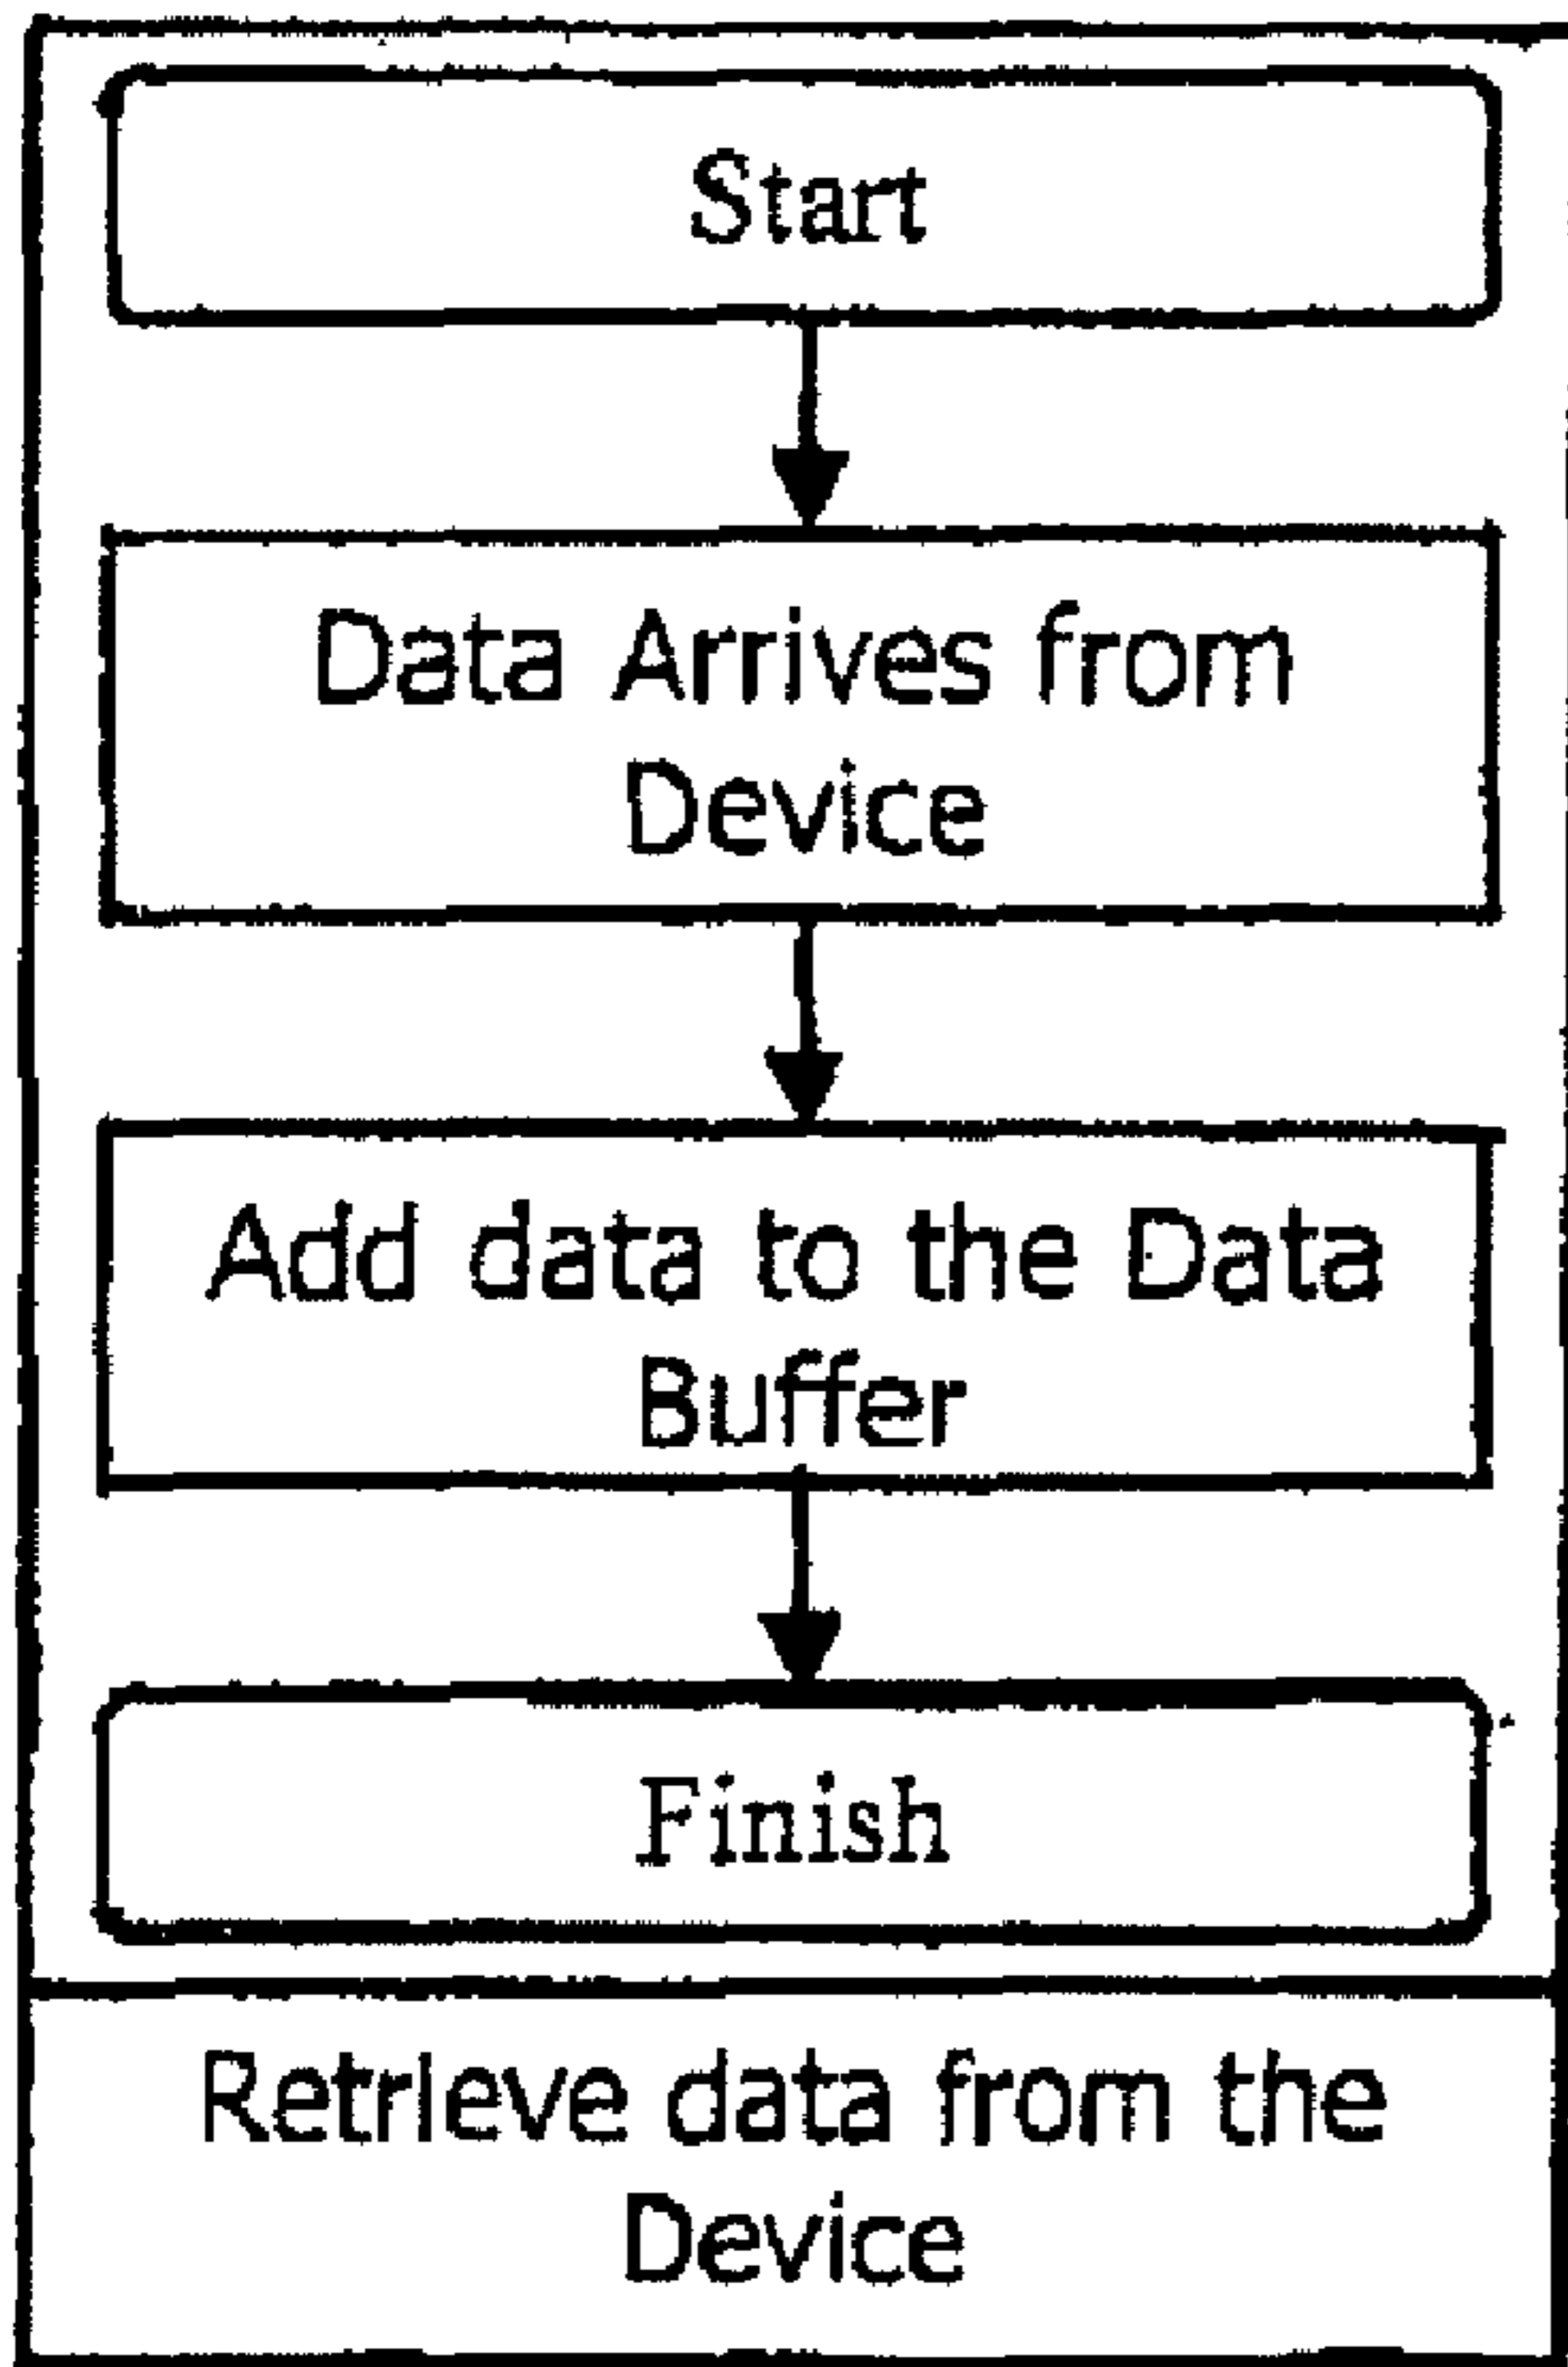 Start
Data Arrives from
Device
Add data to the Data
Buffer
Finish
Retrieve data from the
Device